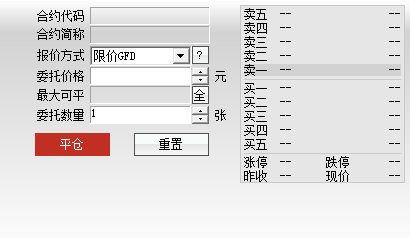 合约代码
合约简称
报价方式 限价GFD ?
委托价格 元
最大可平 全
委托数量 1 张
平仓 重置
卖五 -- --
卖四 -- --
卖三 -- --
卖二 -- --
卖一 -- --
买一 -- --
买二 -- --
买三 -- --
买四 -- --
买五 -- --
涨停 -- 跌停 --
昨收 -- 现价 --